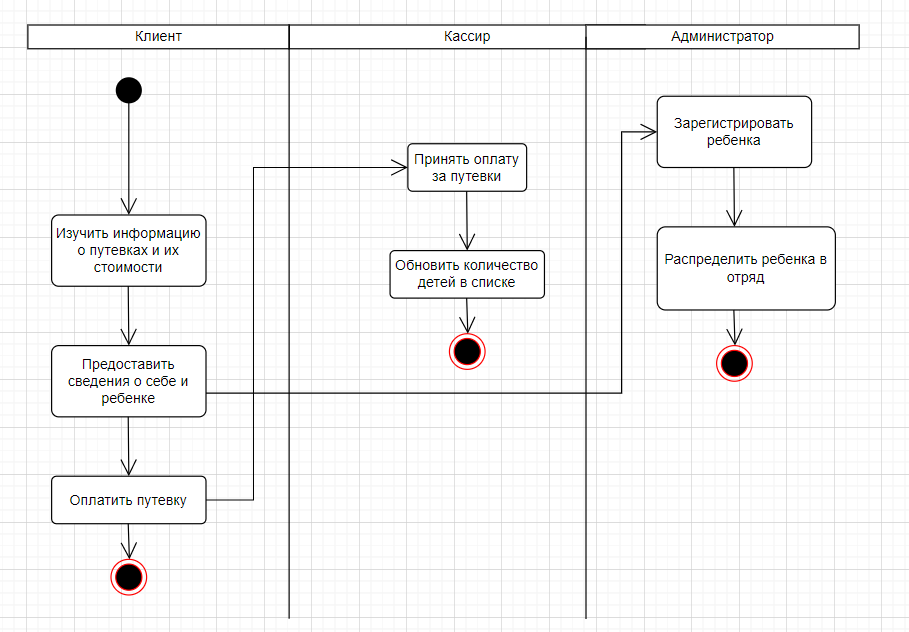 Клиент
Кассир
Администратор
Изучить информацию
о путевках и их
стоимости
Предоставить
сведения о себе и
ребенке
Оплатить путевку
Принять оплату
за путевки
Обновить количество
детей в списке
Зарегистрировать
ребенка
Распределить ребенка в
отряд